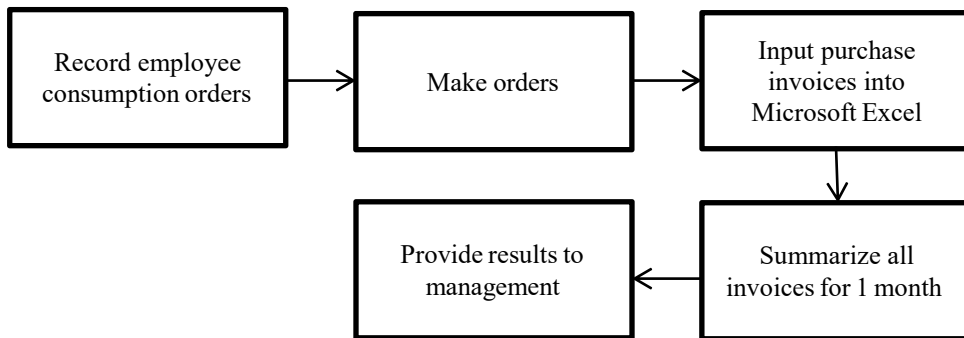 Record employee
consumption orders
Make orders
Input purchase
invoices into
Microsoft Excel
Summarize all
invoices for 1 month
Provide results to
management